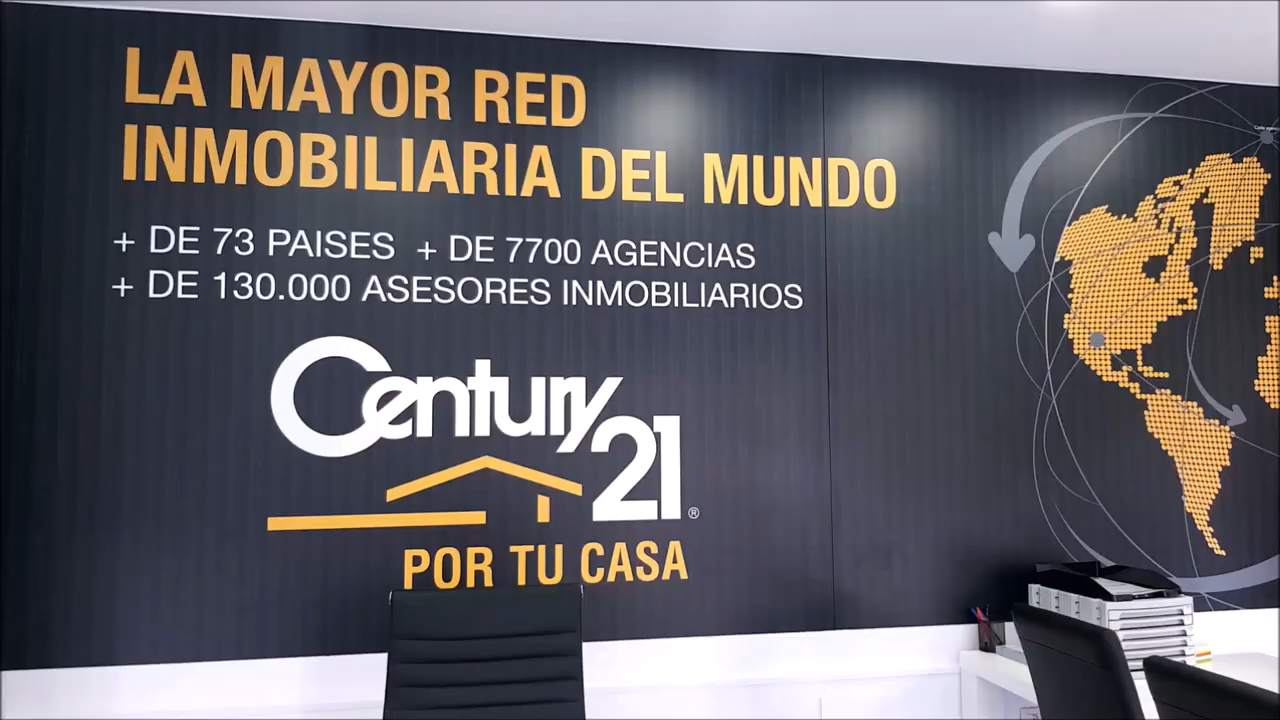 LA MAYOR RED
INMOBILIARIA DEL MUNDO
+ DE 73 PAISES + DE 7700 AGENCIAS
+ DE 130.000 ASESORES INMOBILIARIOS
Century
21®
POR TU CASA